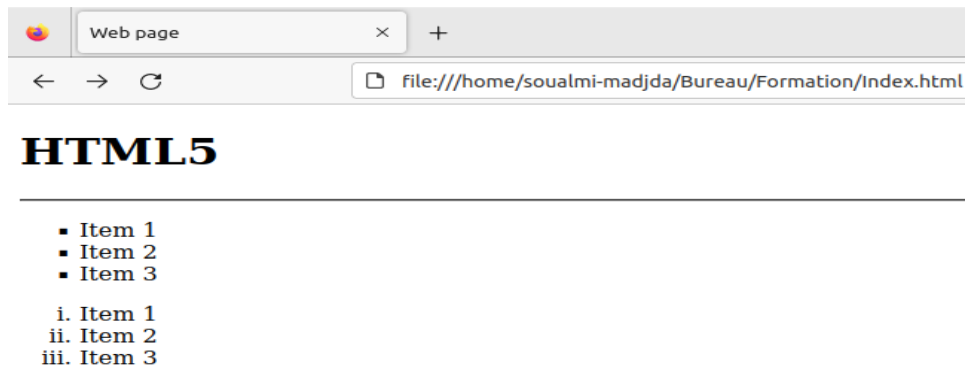 Web page
file:///home/soualmi-madjda/Bureau/Formation/Index.html
HTML5
▪ Item 1
▪ Item 2
▪ Item 3
i. Item 1
ii. Item 2
iii. Item 3